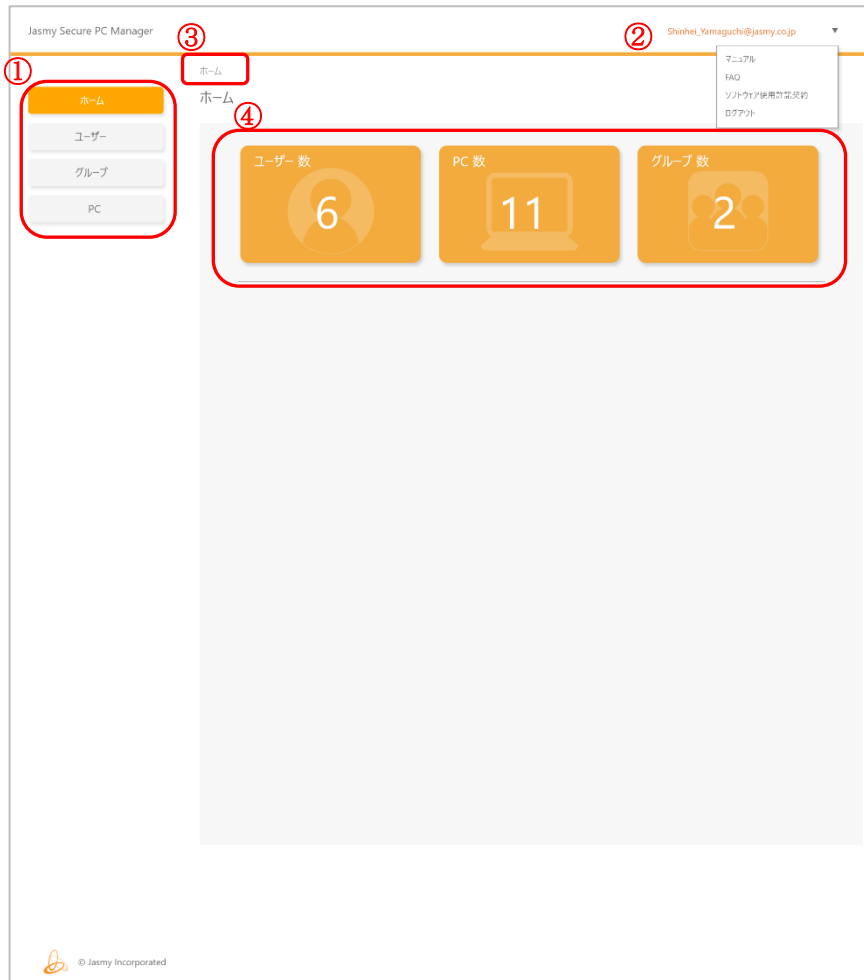 Jasmy Secure PC Manager
③
②
Shinhei_Yamaguchi@jasmy.co.jp
▼
マニュアル
FAQ
ソフトウェア使用許諾契約
ログアウト
①
ホーム
ユーザー
グループ
PC
ホーム
ホーム
④
ユーザー 数
6
PC 数
11
グループ 数
2
© Jasmy Incorporated